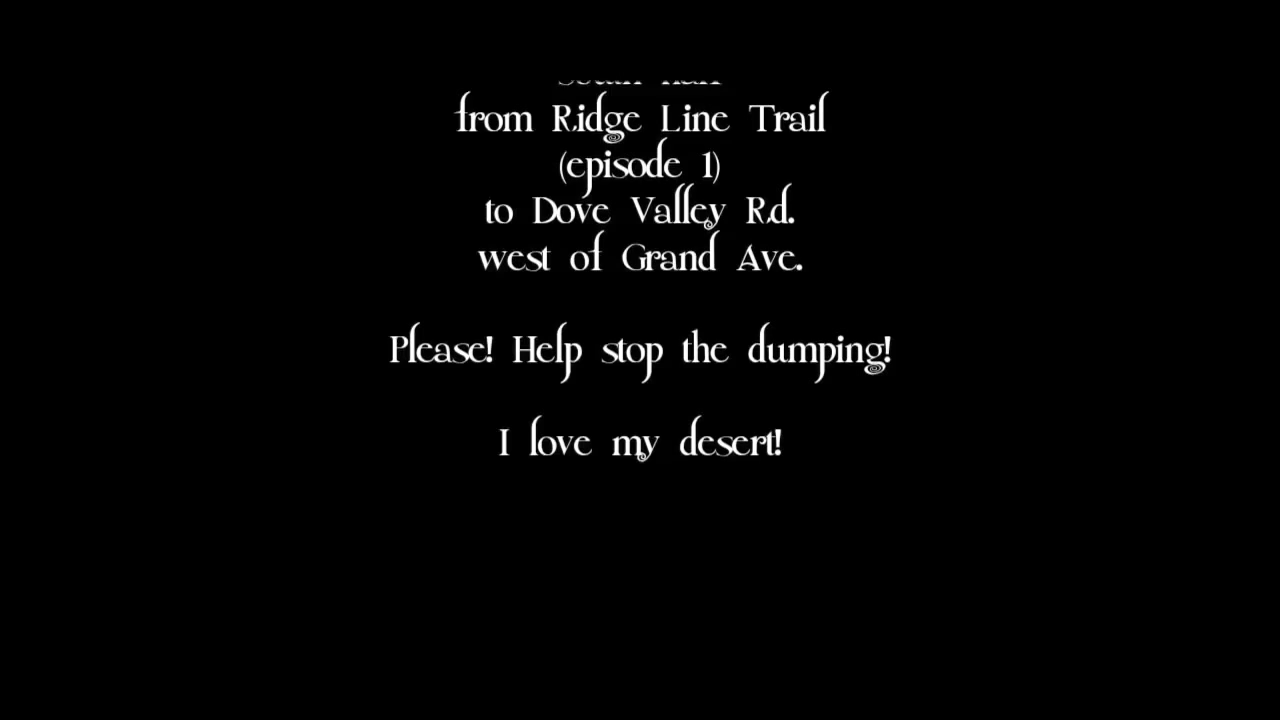 from Ridge Line Trail
(episode 1)
to Dove Valley Rd.
west of Grand Ave.
Please! Help stop the dumping!
I love my desert!